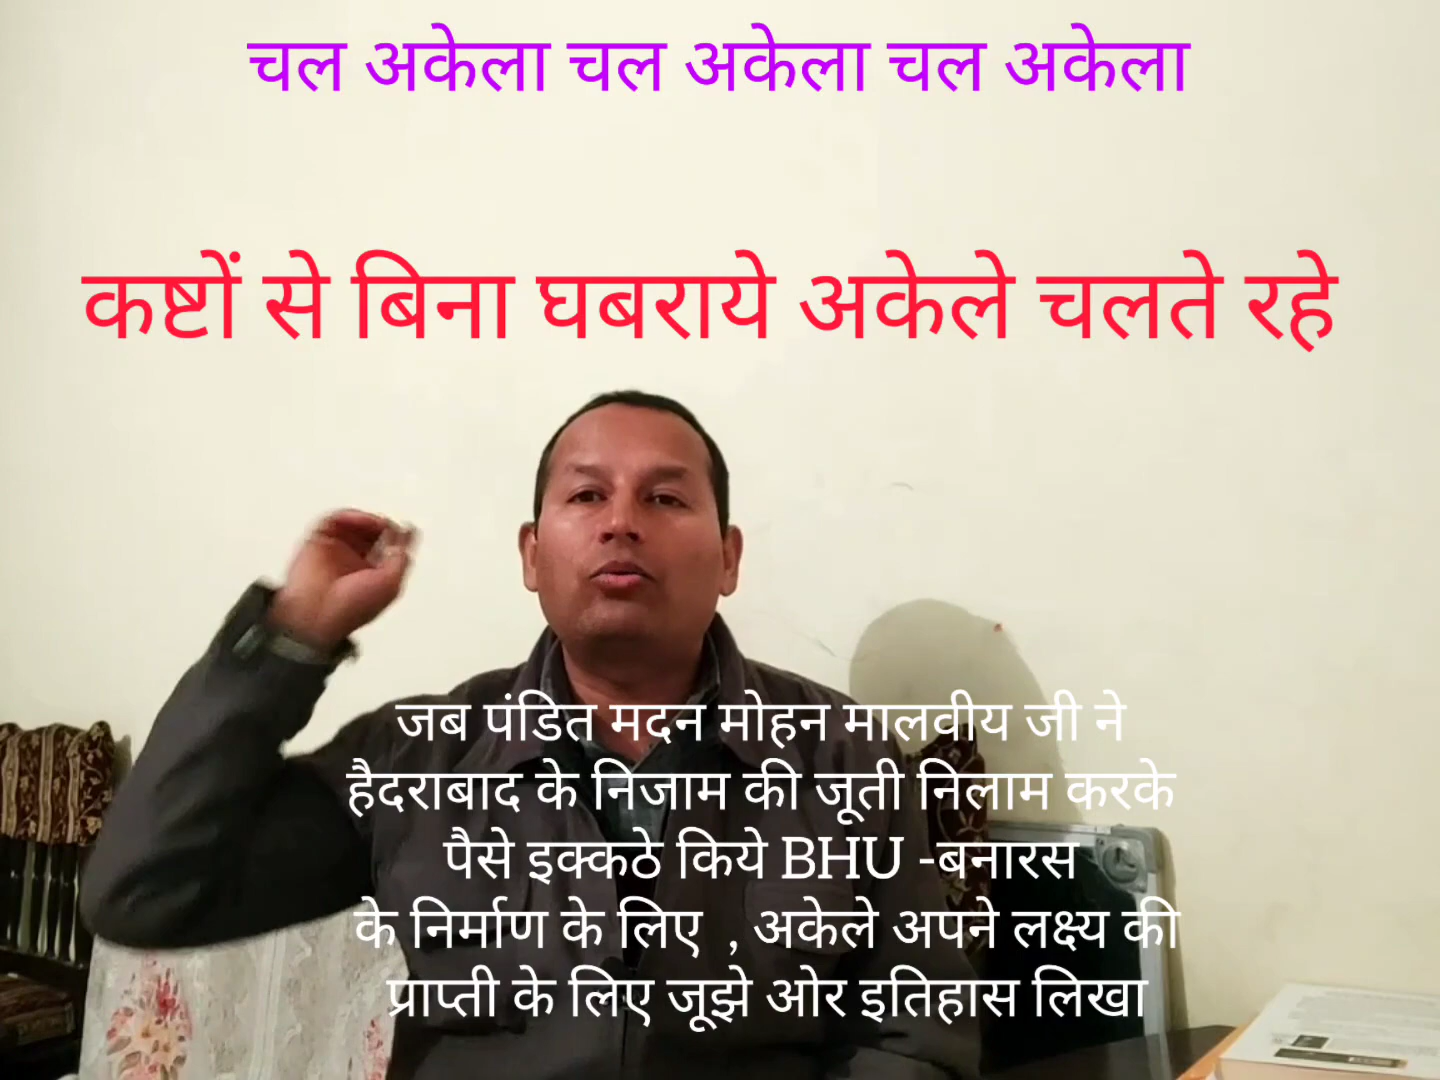 चल अकेला चल अकेला चल अकेला
कष्टों से बिना घबराये अकेले चलते रहे
जब पंडित मदन मोहन मालवीय जी ने
हैदराबाद के निजाम की जूती निलाम करके
पैसे इक्कठे किये BHU -बनारस
के निर्माण के लिए , अकेले अपने लक्ष्य की
प्राप्ती के लिए जूझे ओर इतिहास लिखा